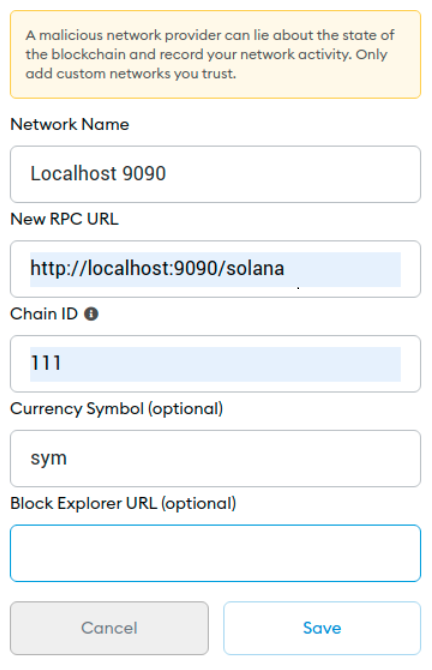 A malicious network provider can lie about the state of
the blockchain and record your network activity. Only
add custom networks you trust.
Network Name
Localhost 9090
New RPC URL
http://localhost:9090/solana
Chain ID
111
Currency Symbol (optional)
sym
Block Explorer URL (optional)
Cancel
Save